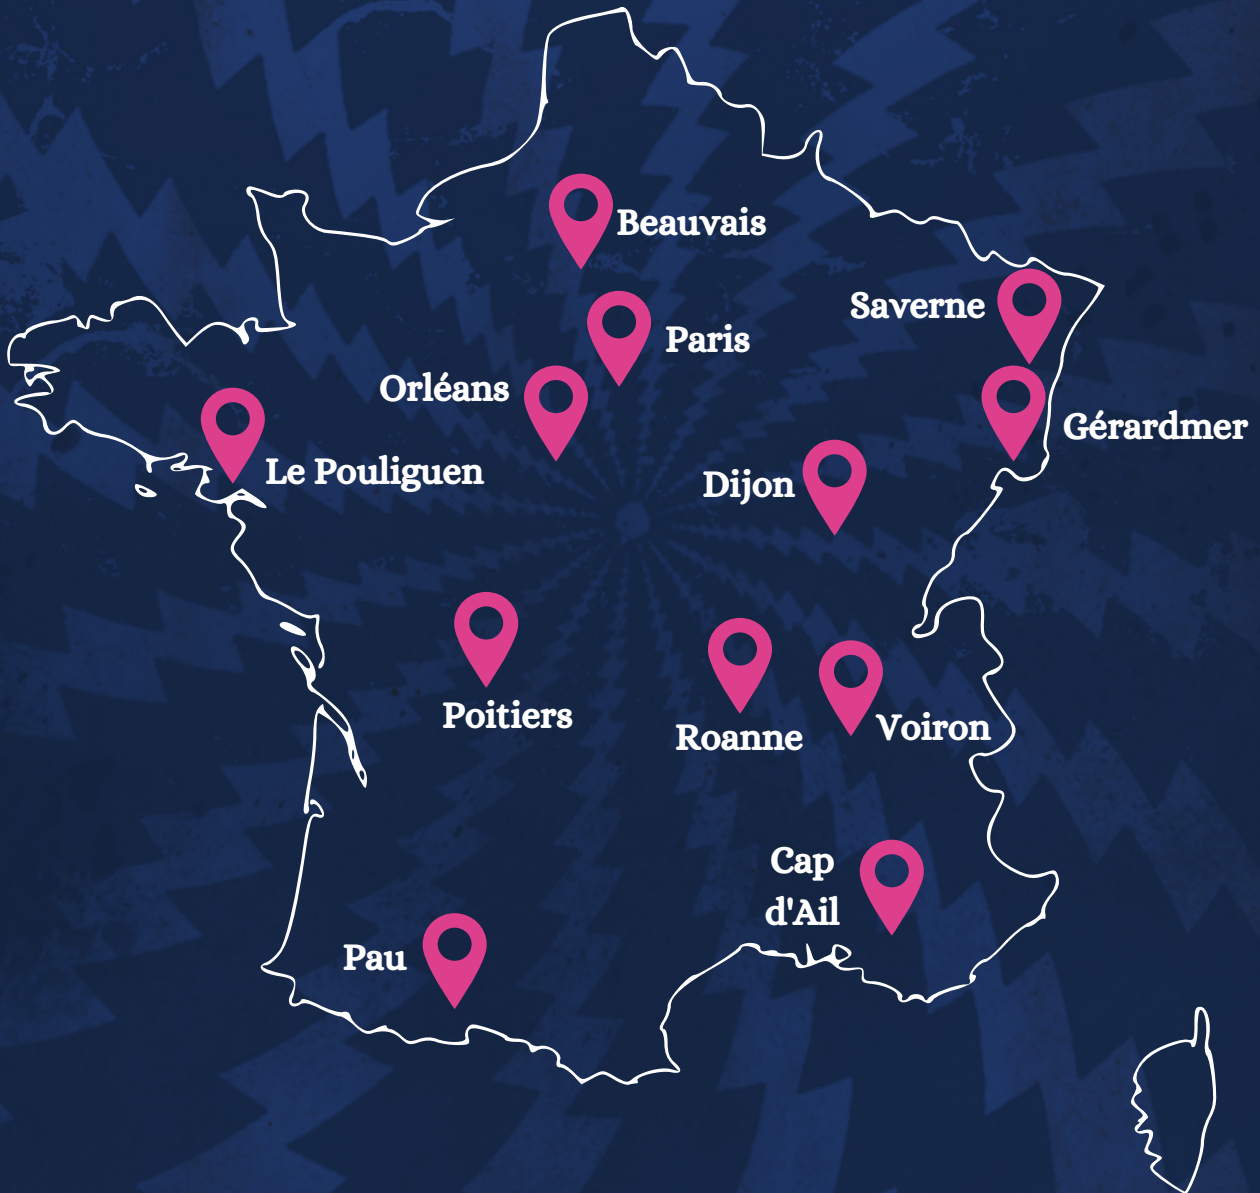 Beauvais
Saverne
Paris
Orléans
Gérardmer
Le Pouliguen
Dijon
Poitiers
Voiron
Roanne
Cap
d'Ail
Pau